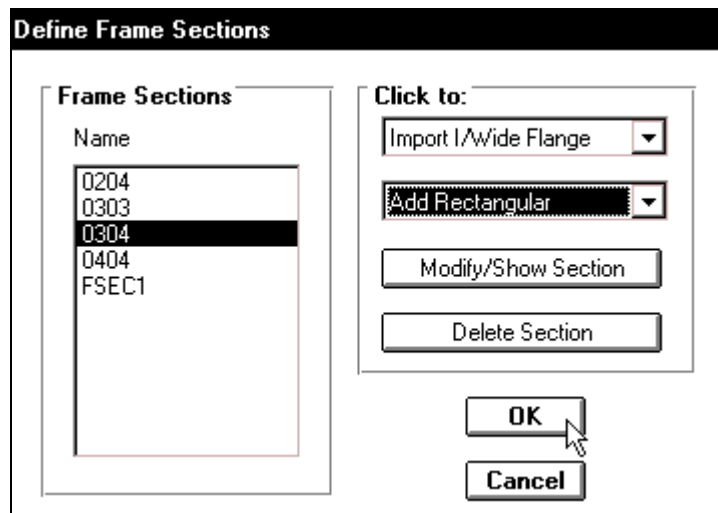 Define Frame Sections
Frame Sections
Name
0204
0303
0304
0404
FSEC1
Click to:
Import I/Wide Flange
Add Rectangular
Modify/Show Section
Delete Section
OK
Cancel